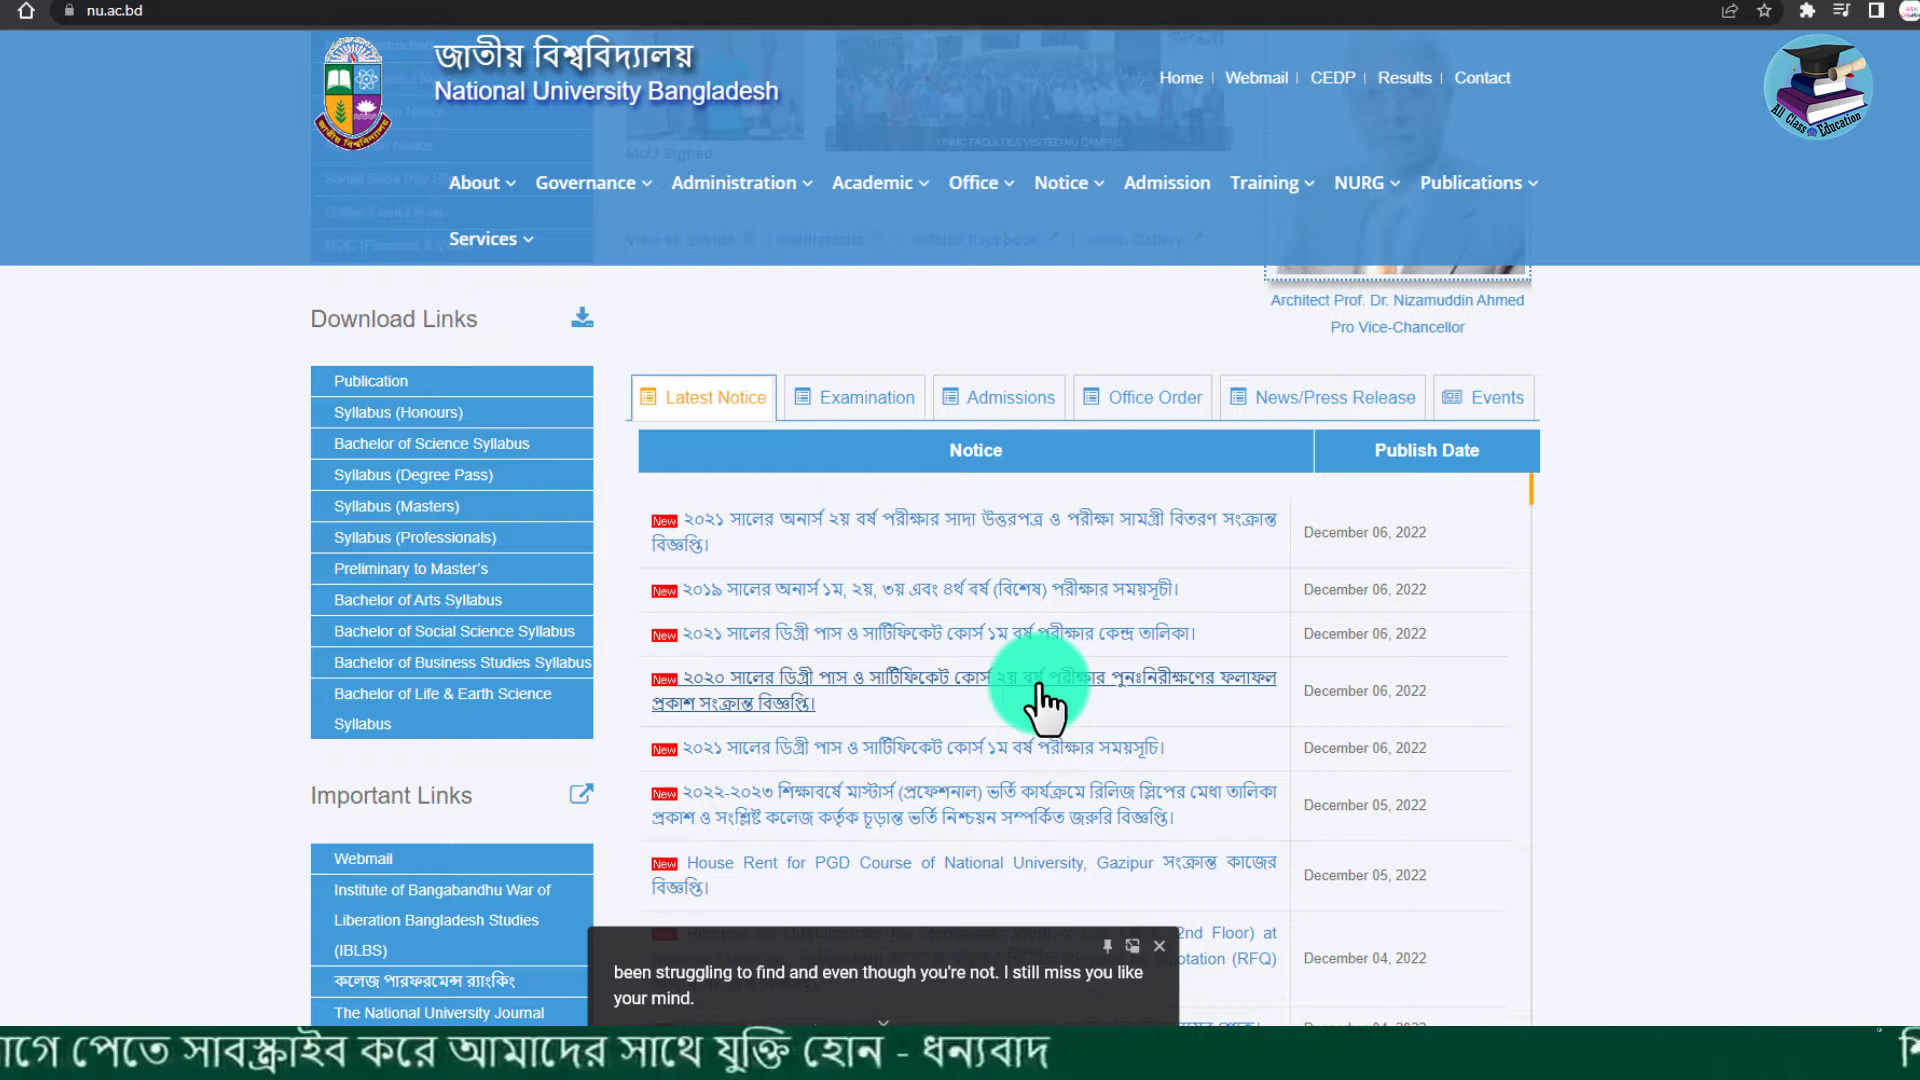 nu.ac.bd
জাতীয় বিশ্ববিদ্যালয়
National University Bangladesh
Home
Webmail
CEDP
Results
Contact
All Class Education
UNMC FACULTIES VISITED NU CAMPUS
MoU Signed
About
Governance
Administration
Academic
Office
Notice
Admission
Training
NURG
Publications
Services
Architect Prof. Dr. Nizamuddin Ahmed
Pro Vice-Chancellor
Download Links
Publication
Syllabus (Honours)
Bachelor of Science Syllabus
Syllabus (Degree Pass)
Syllabus (Masters)
Syllabus (Professionals)
Preliminary to Master's
Bachelor of Arts Syllabus
Bachelor of Social Science Syllabus
Bachelor of Business Studies Syllabus
Bachelor of Life & Earth Science
Syllabus
Important Links
Webmail
Institute of Bangabandhu War of
Liberation Bangladesh Studies
(IBLBS)
কলেজ পারফরমেন্স র‍্যাংকিং
The National University Journal
Latest Notice
Examination
Admissions
Office Order
News/Press Release
Events
Notice
Publish Date
New ২০২১ সালের অনার্স ২য় বর্ষ পরীক্ষার সাদা উত্তরপত্র ও পরীক্ষা সামগ্রী বিতরণ সংক্রান্ত
বিজ্ঞপ্তি।
December 06, 2022
New ২০১৯ সালের অনার্স ১ম, ২য়, ৩য় এবং ৪র্থ বর্ষ (বিশেষ) পরীক্ষার সময়সূচী।
December 06, 2022
New ২০২১ সালের ডিগ্রী পাস ও সার্টিফিকেট কোর্স ১ম বর্ষ পরীক্ষার কেন্দ্র তালিকা।
December 06, 2022
New ২০২০ সালের ডিগ্রী পাস ও সার্টিফিকেট কোর্স ২য় বর্ষ পরীক্ষার পুনঃনিরীক্ষণের ফলাফল
প্রকাশ সংক্রান্ত বিজ্ঞপ্তি।
December 06, 2022
New ২০২১ সালের ডিগ্রী পাস ও সার্টিফিকেট কোর্স ১ম বর্ষ পরীক্ষার সময়সূচি।
December 06, 2022
New ২০২২-২০২৩ শিক্ষাবর্ষে মাস্টার্স (প্রফেশনাল) ভর্তি কার্যক্রমে রিলিজ স্লিপের মেধা তালিকা
প্রকাশ ও সংশ্লিষ্ট কলেজ কর্তৃক চূড়ান্ত ভর্তি নিশ্চয়ন সম্পর্কিত জরুরি বিজ্ঞপ্তি।
December 05, 2022
New House Rent for PGD Course of National University, Gazipur সংক্রান্ত কাজের
বিজ্ঞপ্তি।
December 05, 2022
2nd Floor) at
otation (RFQ)
December 04, 2022
been struggling to find and even though you're not. I still miss you like
your mind.
াগে পেতে সাবস্ক্রাইব করে আমাদের সাথে যুক্তি হোন - ধন্যবাদ
শি